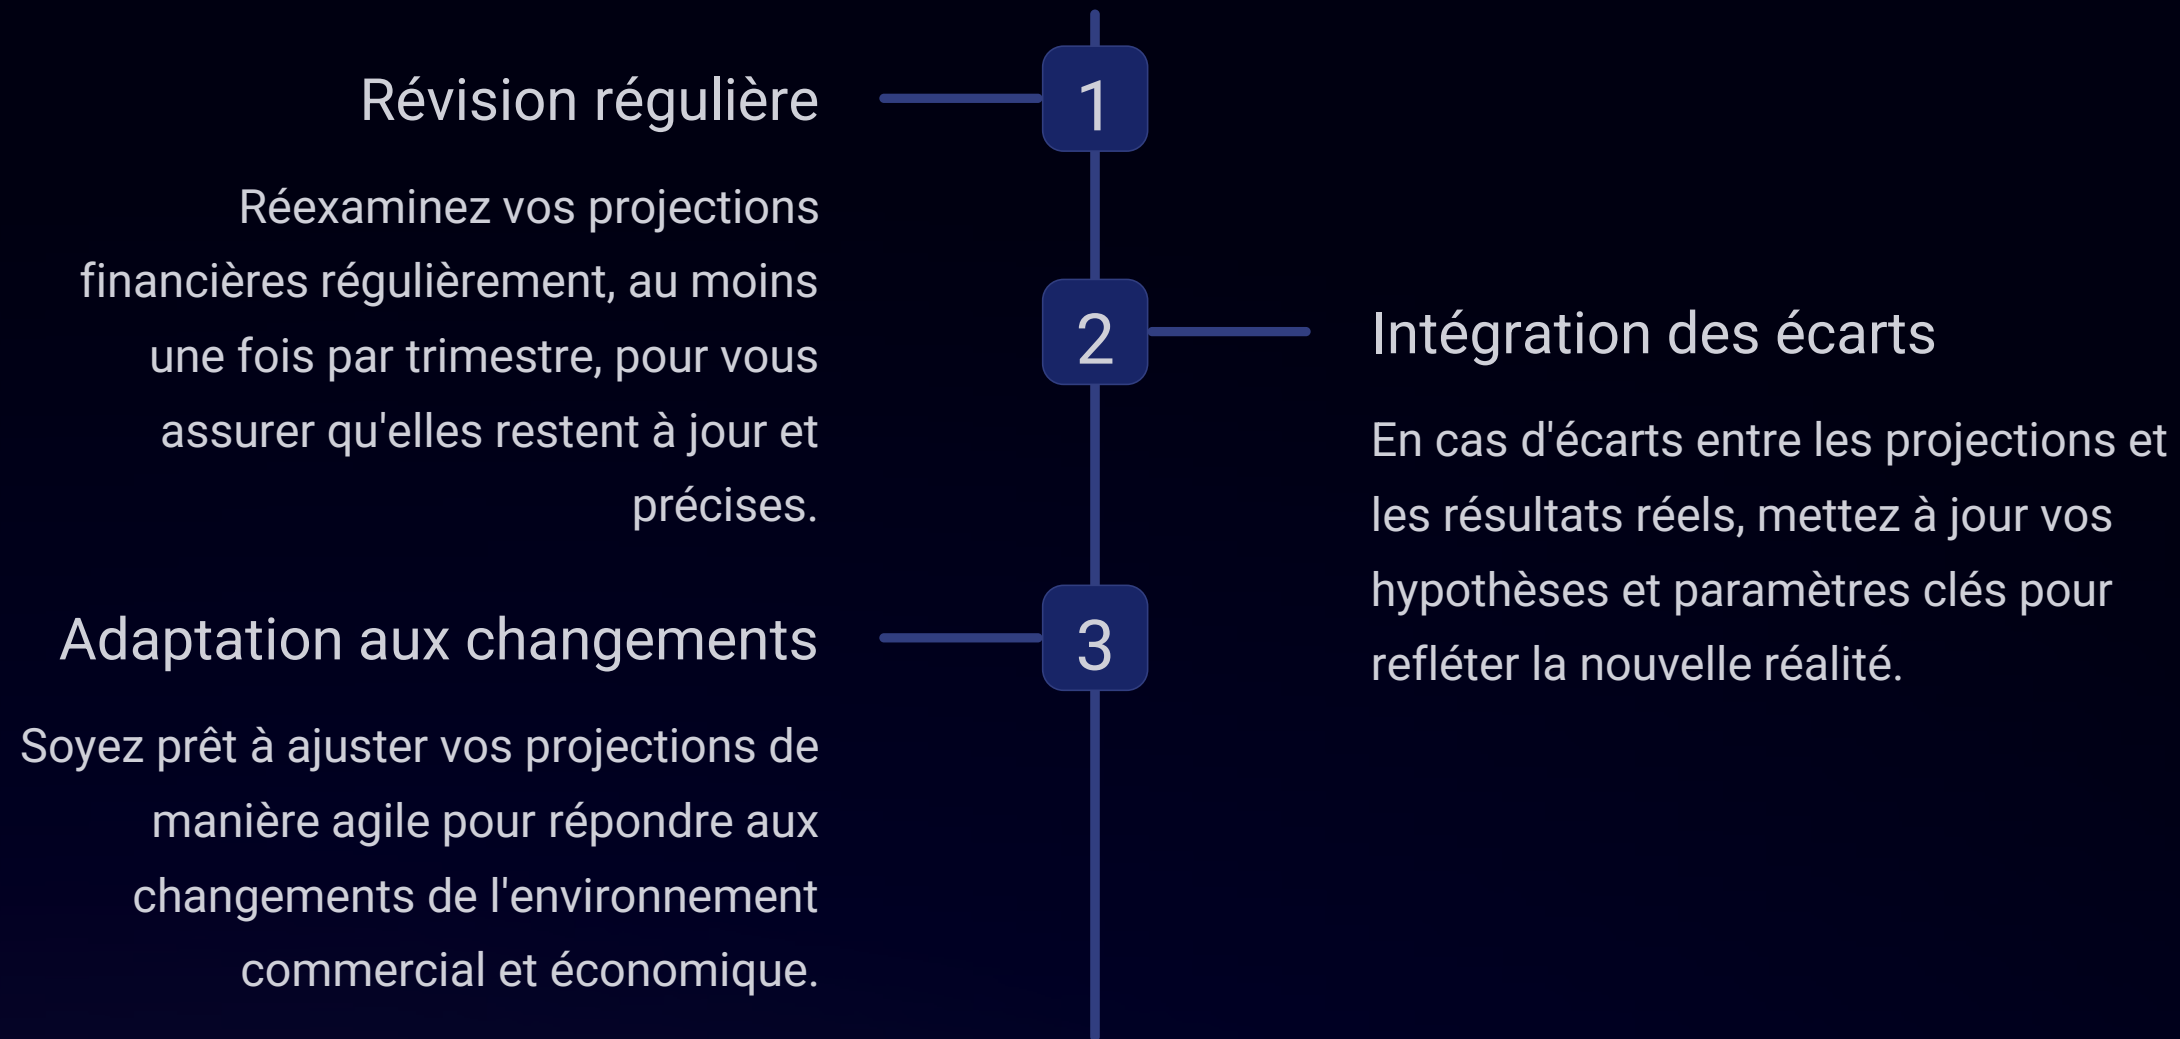 1
Révision régulière
Réexaminez vos projections
financières régulièrement, au moins
une fois par trimestre, pour vous
assurer qu'elles restent à jour et
précises.
2
Intégration des écarts
En cas d'écarts entre les projections et
les résultats réels, mettez à jour vos
hypothèses et paramètres clés pour
refléter la nouvelle réalité.
3
Adaptation aux changements
Soyez prêt à ajuster vos projections de
manière agile pour répondre aux
changements de l'environnement
commercial et économique.